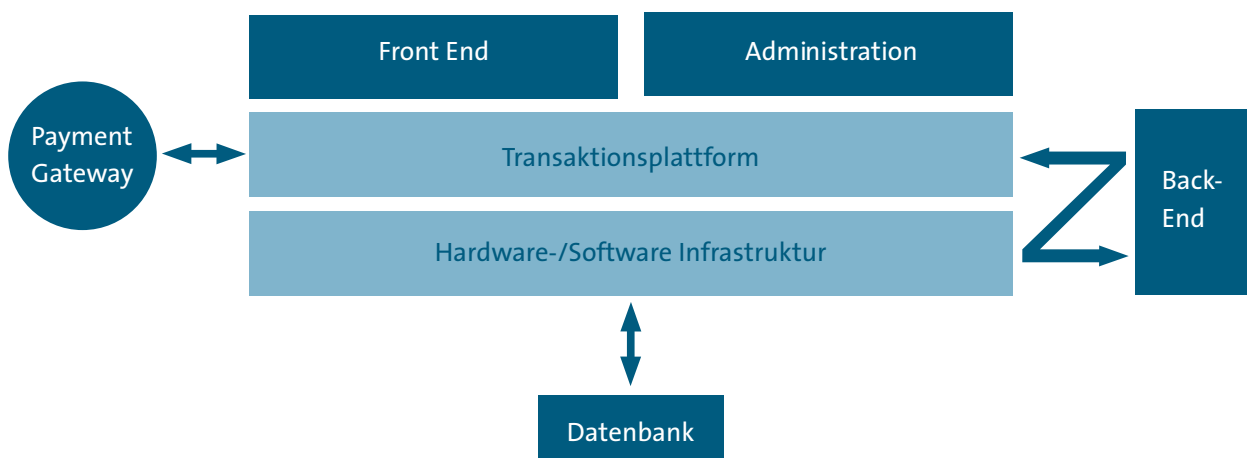 Front End
Administration
Payment
Gateway
Transaktionsplattform
Back-
End
Hardware-/Software Infrastruktur
Datenbank